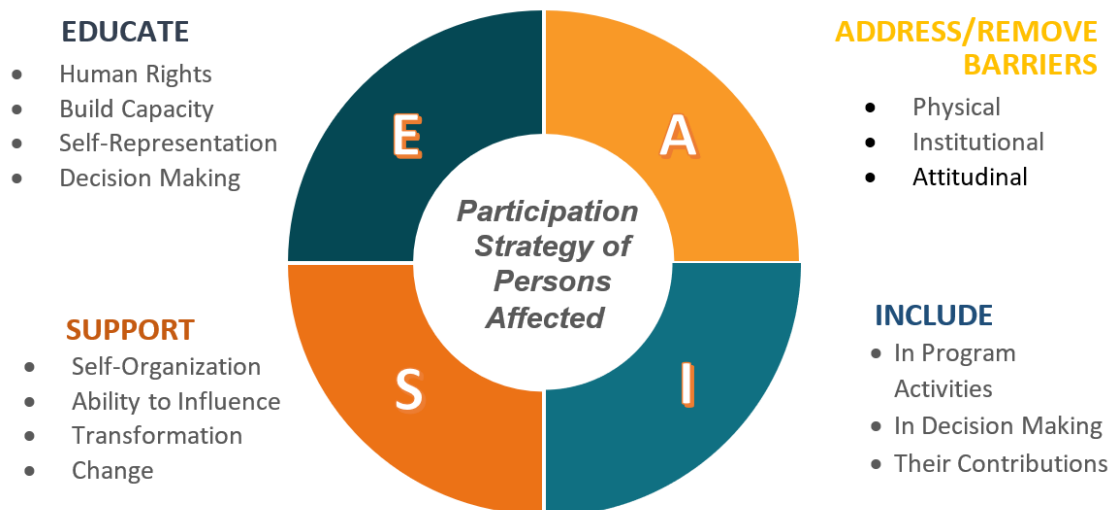 EDUCATE
• Human Rights
• Build Capacity
• Self-Representation
• Decision Making
ADDRESS/REMOVE
BARRIERS
• Physical
• Institutional
• Attitudinal
E
A
Participation
Strategy of
Persons
Affected
S
I
SUPPORT
• Self-Organization
• Ability to Influence
• Transformation
• Change
INCLUDE
• In Program
Activities
• In Decision Making
• Their Contributions